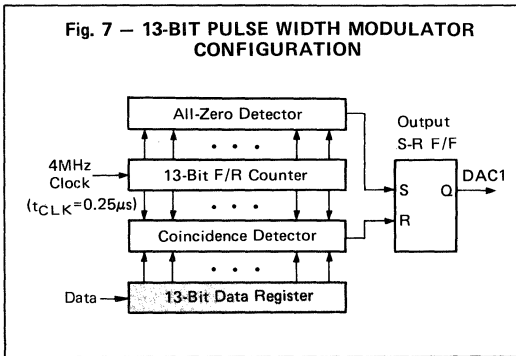 Fig. 7 — 13-BIT PULSE WIDTH MODULATOR
CONFIGURATION
All-Zero Detector
Output
S-R F/F
4MHz
Clock
(tCLK=0.25μs)
13-Bit F/R Counter
S
Q
DAC1
R
Coincidence Detector
Data
13-Bit Data Register